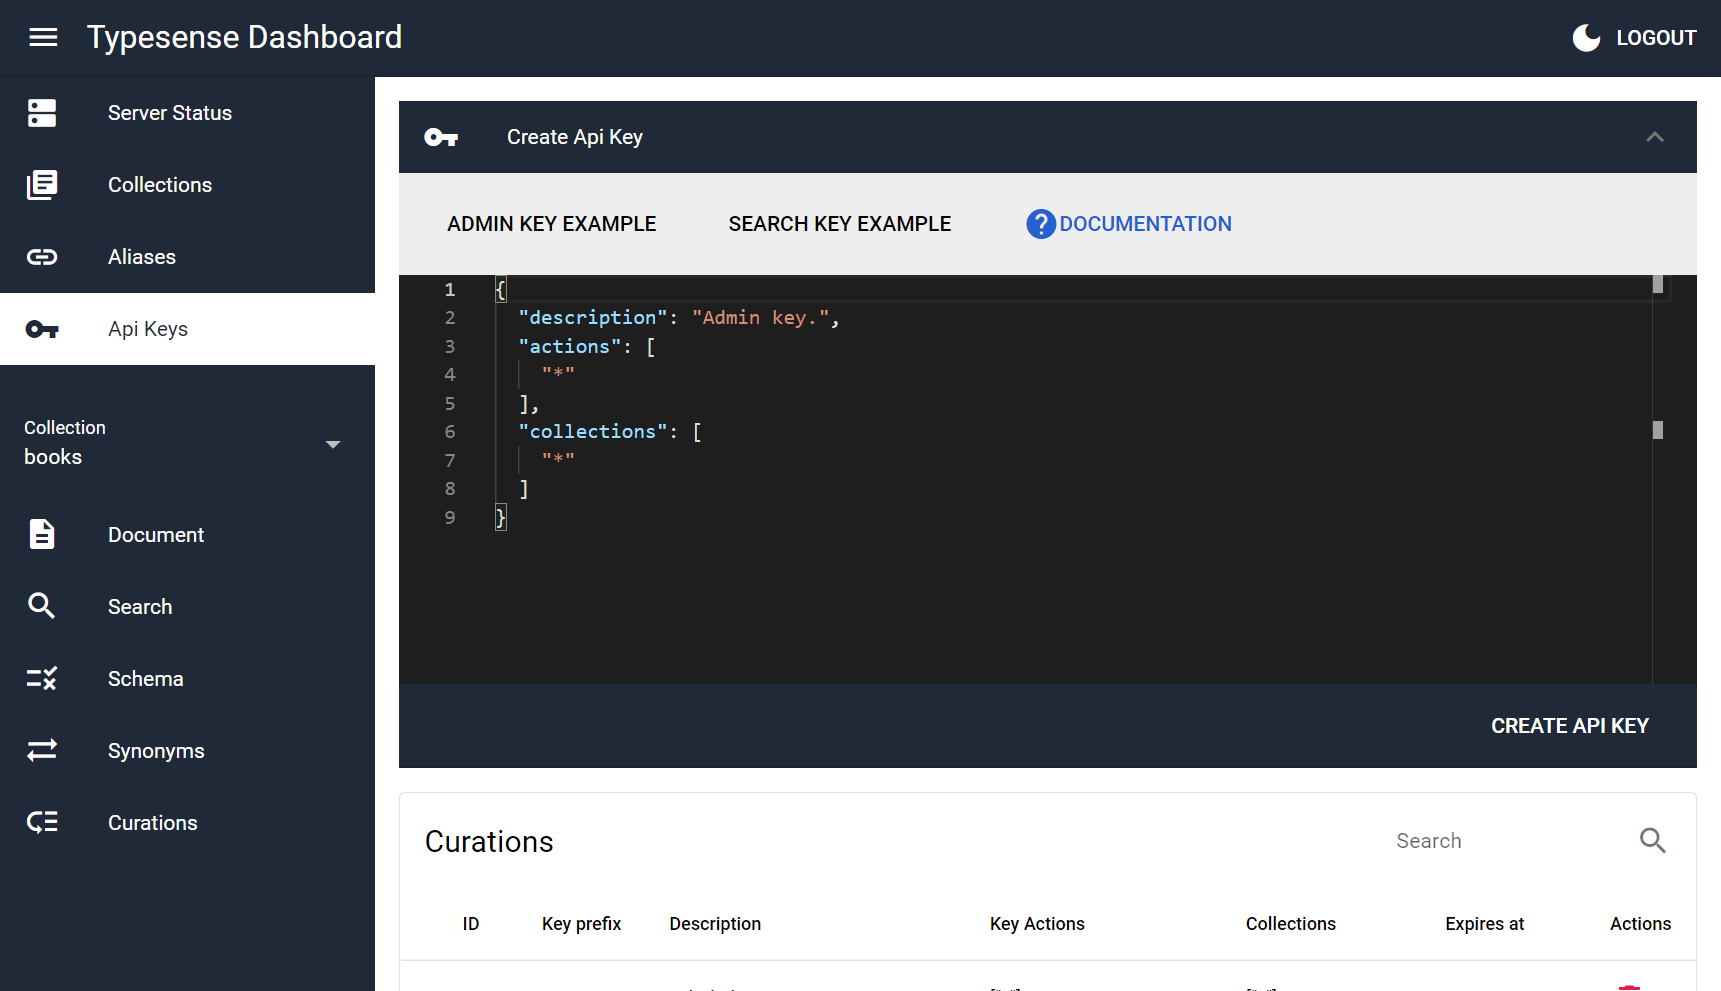 Typesense Dashboard
LOGOUT
Server Status
Collections
Aliases
Api Keys
Collection
books
Document
Search
Schema
Synonyms
Curations
Create Api Key
ADMIN KEY EXAMPLE SEARCH KEY EXAMPLE ? DOCUMENTATION
1 {
2 "description": "Admin key.",
3 "actions": [
4 "*"
5 ],
6 "collections": [
7 "*"
8 ]
9 }
CREATE API KEY
Curations
Search
ID Key prefix Description Key Actions Collections Expires at Actions